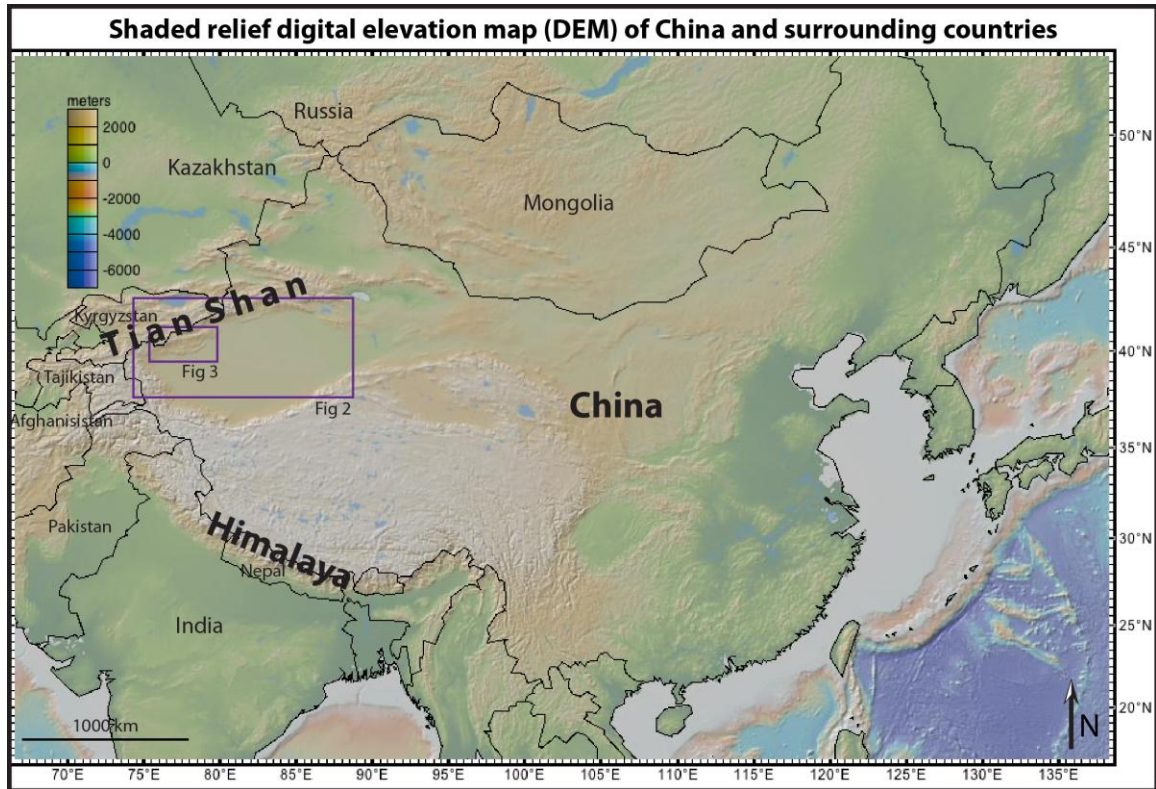 Shaded relief digital elevation map (DEM) of China and surrounding countries
meters
2000
0
-2000
-4000
-6000
Russia
Kazakhstan
Mongolia
Tian Shan
Kyrgyzstan
Fig 3
Tajikistan
Fig 2
Afghanisistan
China
Pakistan
Himalaya
Nepal
India
1000 km
N
50°N
45°N
40°N
35°N
30°N
25°N
20°N
70°E 75°E 80°E 85°E 90°E 95°E 100°E 105°E 110°E 115°E 120°E 125°E 130°E 135°E